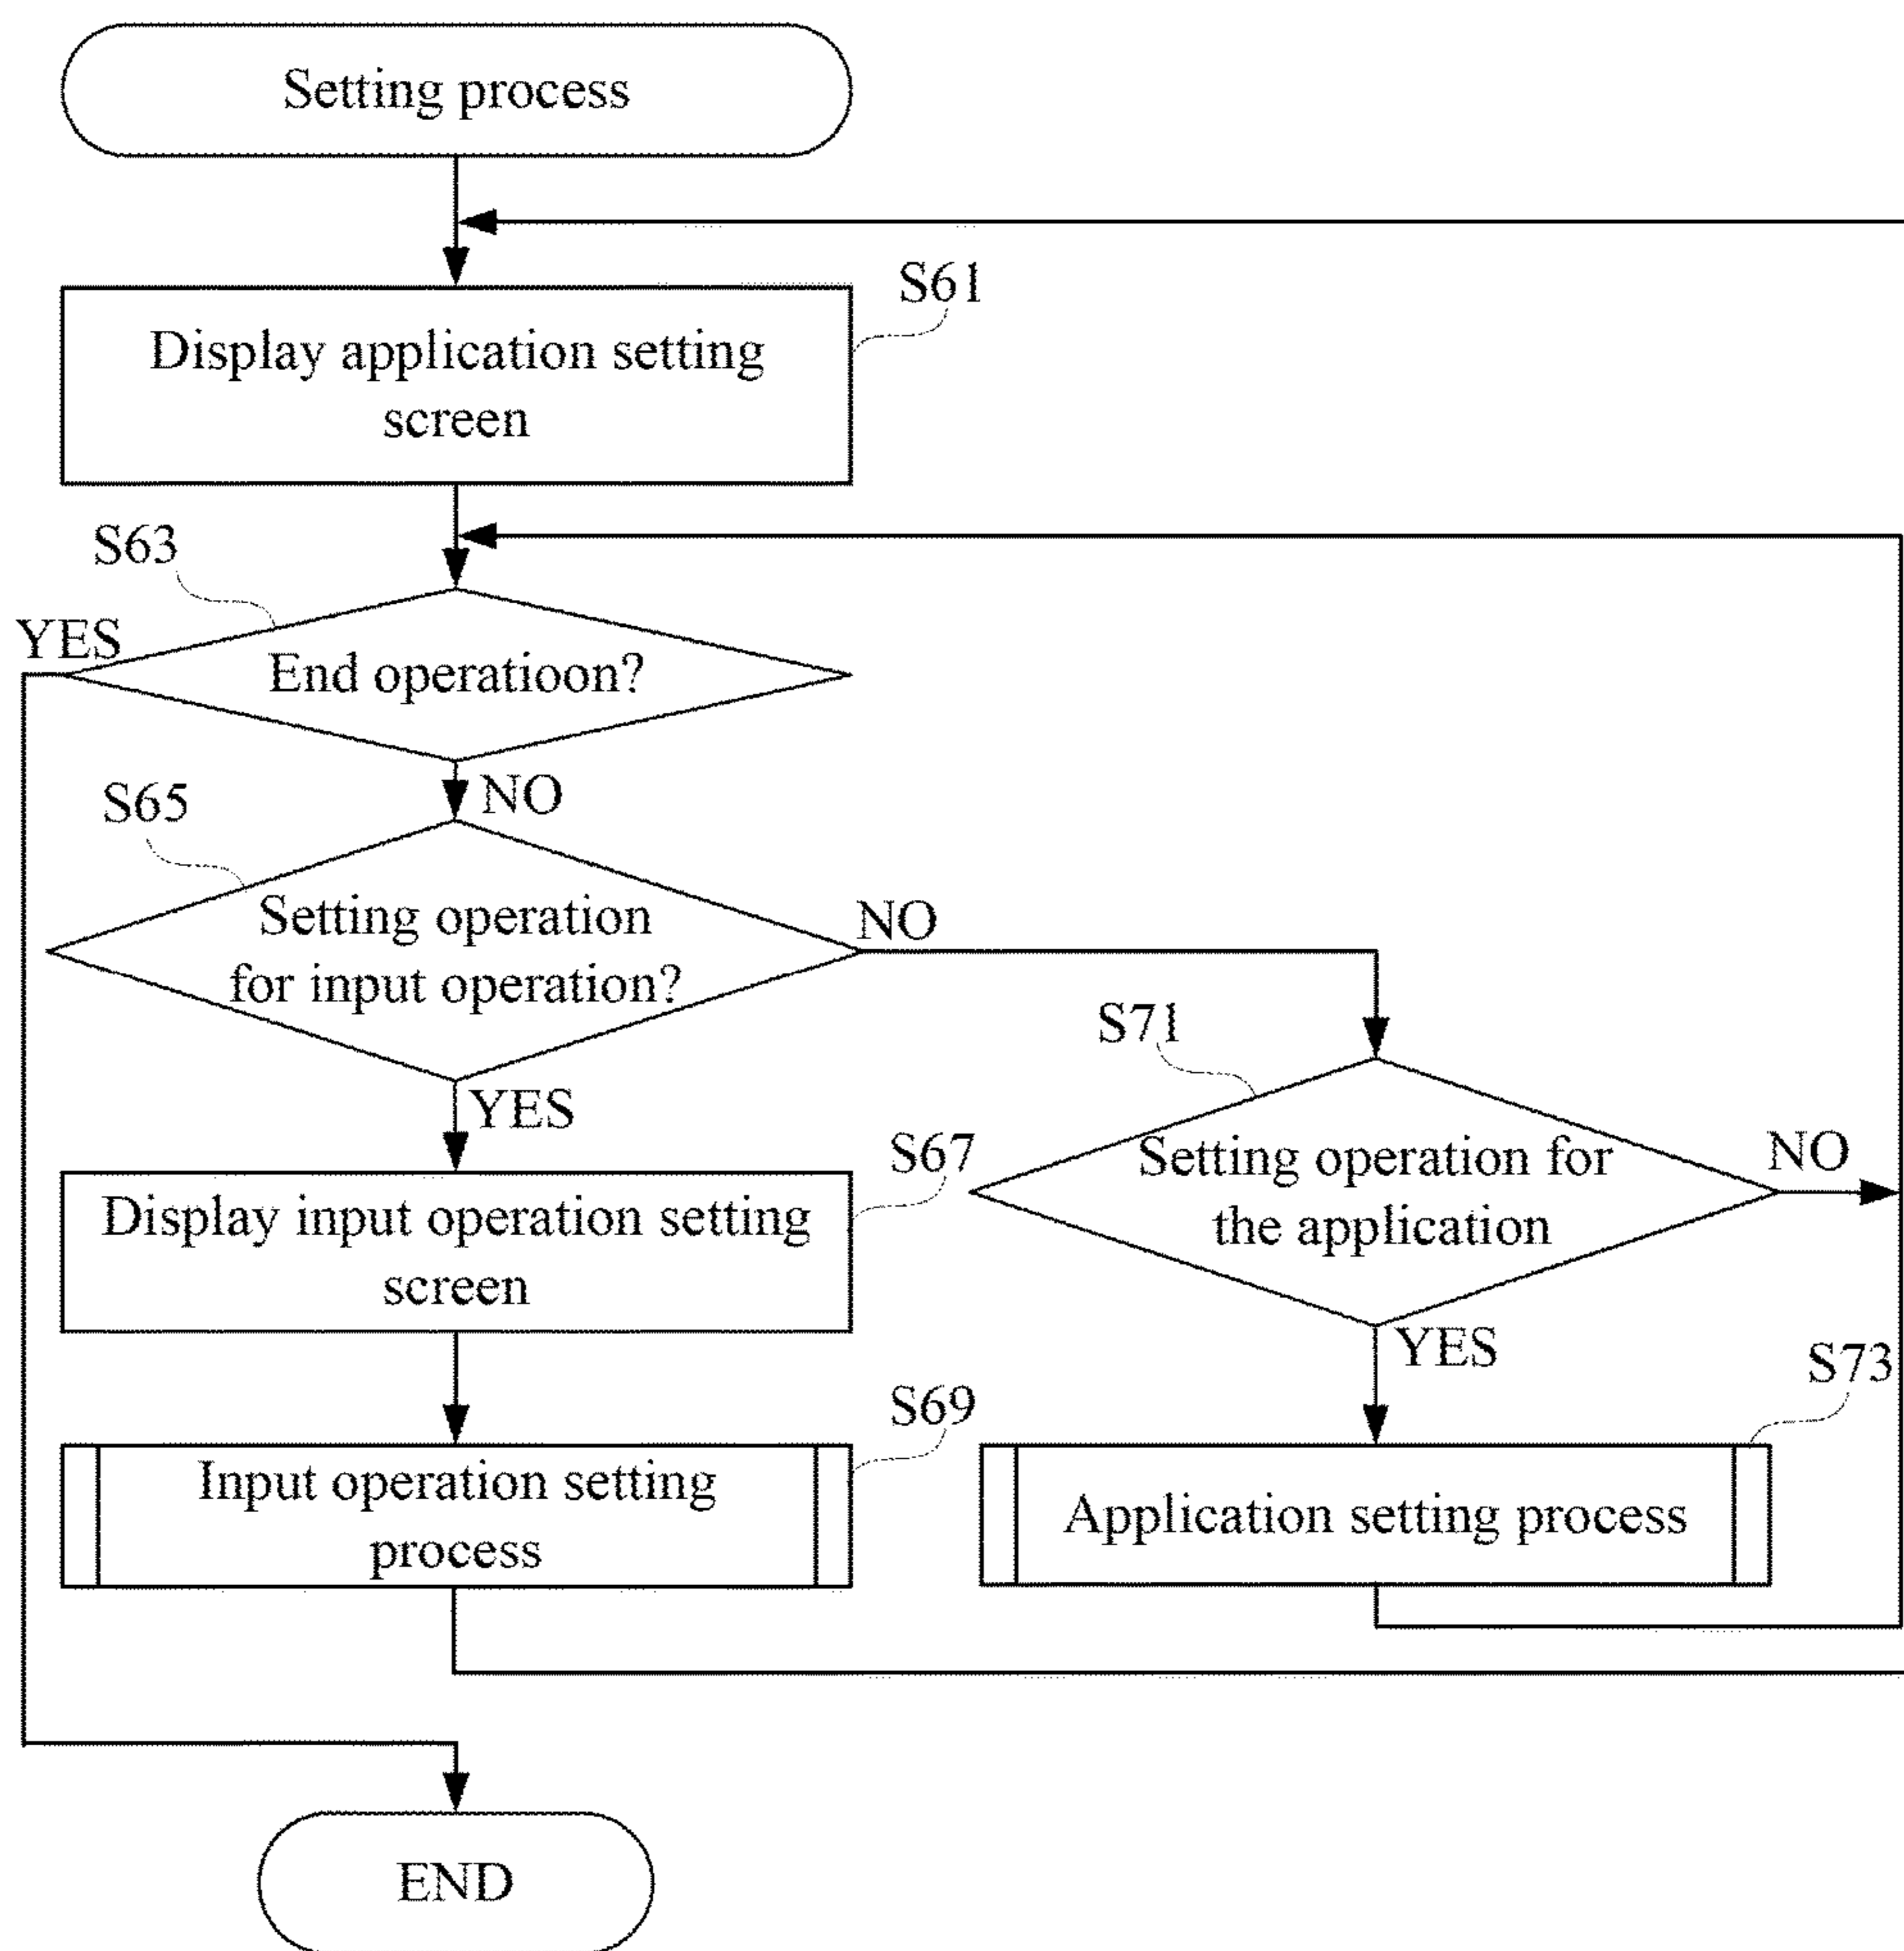 Setting process
S61
Display application setting
screen
S63
YES
End operatioon?
NO
S65
Setting operation
for input operation?
NO
S71
YES
Setting operation for
the application
NO
S67
Display input operation setting
screen
YES
S73
S69
Input operation setting
process
Application setting process
END